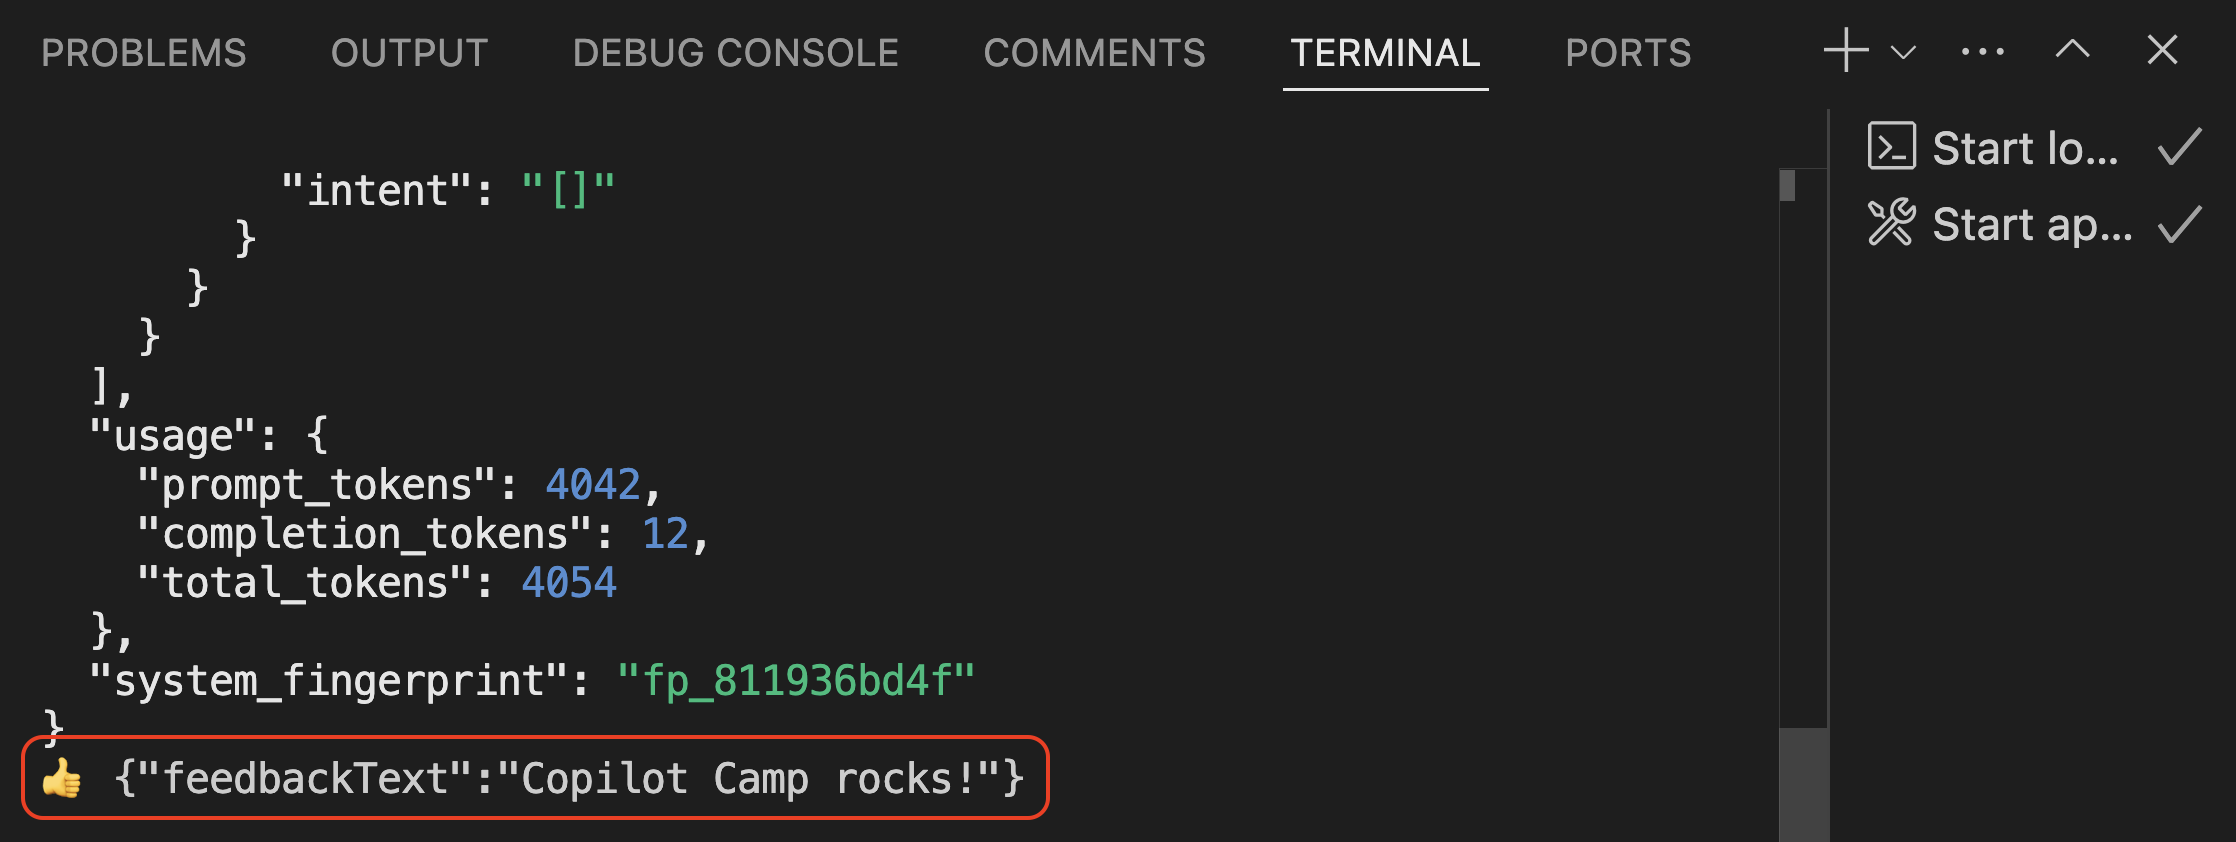 PROBLEMS OUTPUT DEBUG CONSOLE COMMENTS TERMINAL PORTS
"intent": "[]"
}
}
}
],
"usage": {
"prompt_tokens": 4042,
"completion_tokens": 12,
"total_tokens": 4054
},
"system_fingerprint": "fp_811936bd4f"
}
👍 {"feedbackText":"Copilot Camp rocks!"}
Start lo...
Start ap...